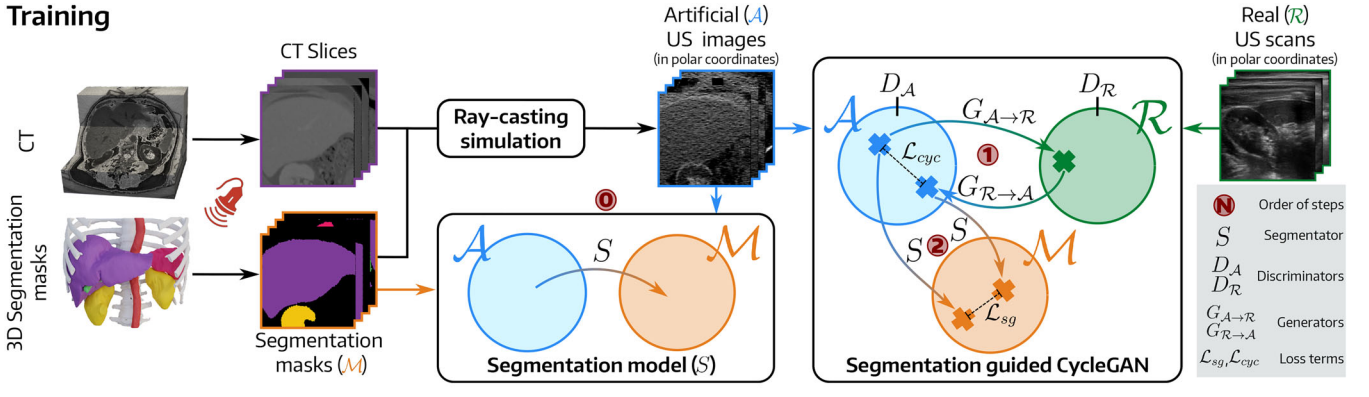 Training
CT
3D Segmentation
masks
CT Slices
Segmentation
masks (ℳ)
Ray-casting
simulation
Artificial (𝒜)
US images
(in polar coordinates)
0
𝒜
S
ℳ
Segmentation model (S)
D𝒜
Dℛ
𝒜
G𝒜→ℛ
ℛ
ℒcyc
1
Gℛ→𝒜
S
2
S
ℳ
ℒsg
Segmentation guided CycleGAN
Real (ℛ)
US scans
(in polar coordinates)
N Order of steps
S Segmentator
D𝒜
Dℛ
Discriminators
G𝒜→ℛ
Gℛ→𝒜
Generators
ℒsg,ℒcyc Loss terms